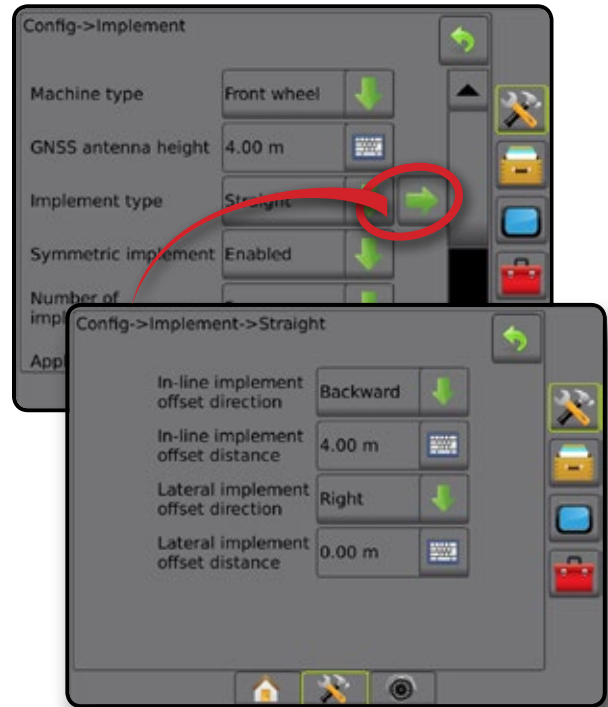 Config->Implement
Machine type Front wheel
GNSS antenna height 4.00 m
Implement type Straight
Symmetric implement Enabled
Number of
Config->Implement->Straight
In-line implement
offset direction Backward
In-line implement
offset distance 4.00 m
Lateral implement
offset direction Right
Lateral implement
offset distance 0.00 m